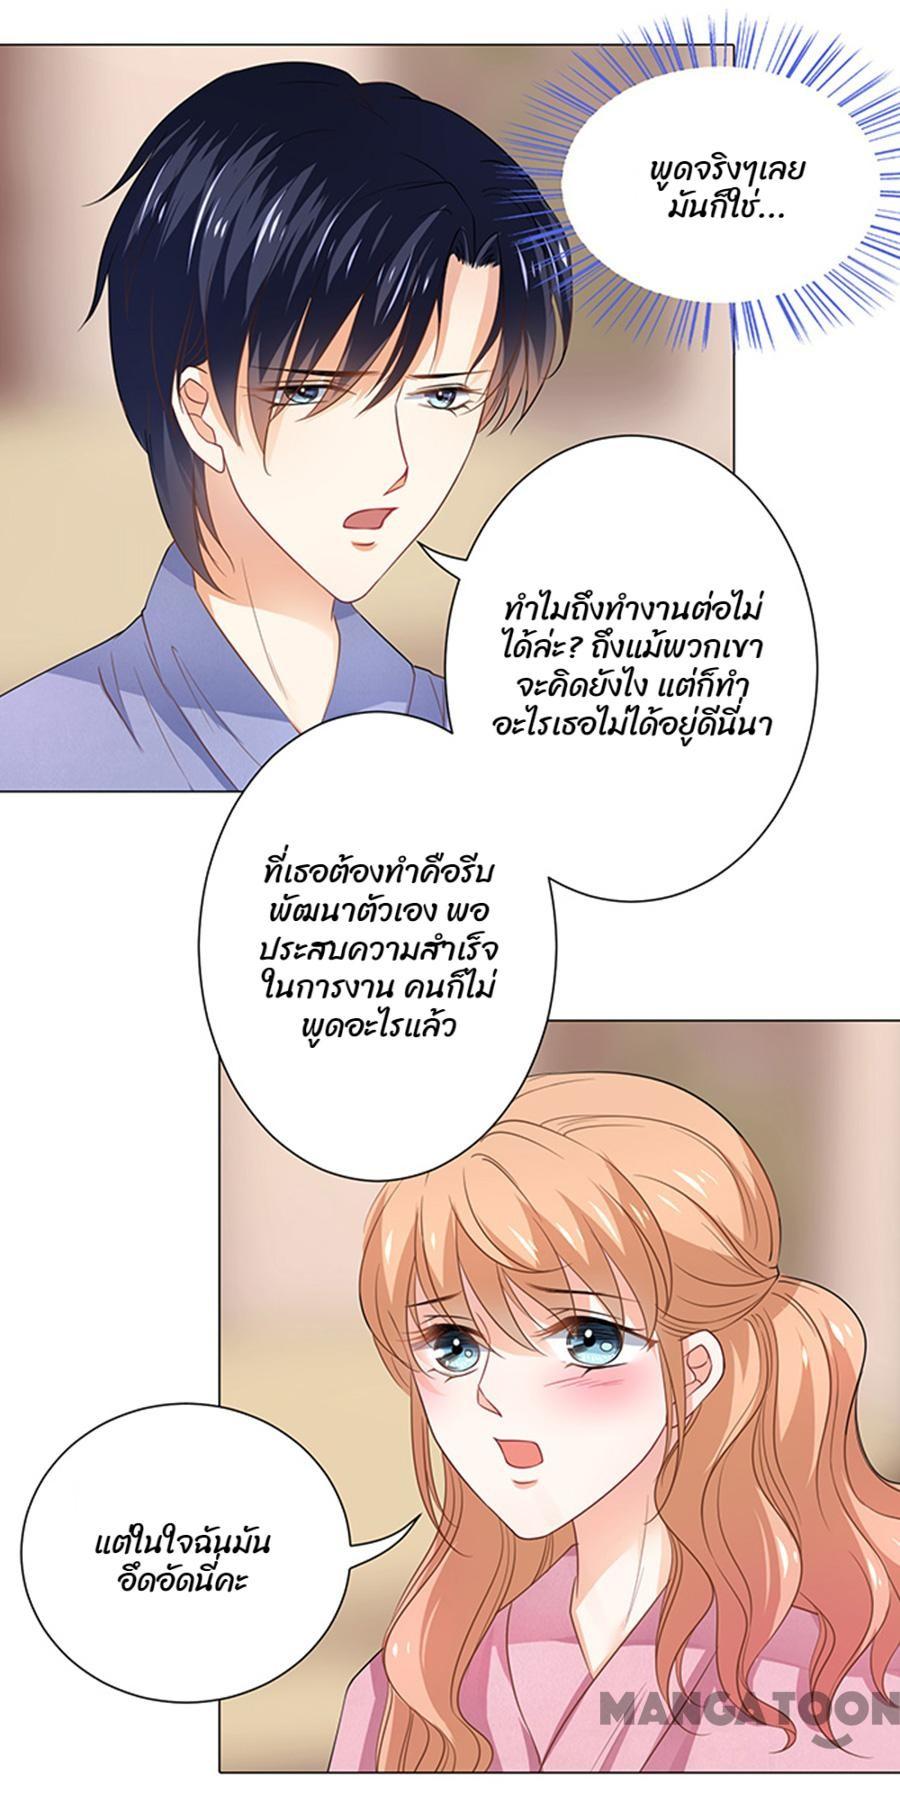 พูดจริงๆเลย
มันก็ใช่...
ทำไมถึงทำงานต่อไม่
ได้ล่ะ? ถึงแม้พวกเขา
จะคิดยังไง แต่ก็ทำ
อะไรเธอไม่ได้อยู่ดีนี่นา
ที่เธอต้องทำคือรีบ
พัฒนาตัวเอง พอ
ประสบความสำเร็จ
ในการงาน คนก็ไม่
พูดอะไรแล้ว
แต่ในใจฉันมัน
อึดอัดนี่คะ
MANGATOON